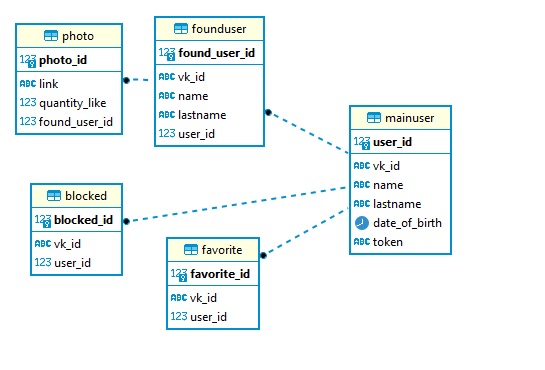 photo
123 photo_id
ABC link
123 quantity_like
123 found_user_id
founduser
123 found_user_id
ABC vk_id
ABC name
ABC lastname
123 user_id
mainuser
123 user_id
ABC vk_id
ABC name
ABC lastname
date_of_birth
ABC token
blocked
123 blocked_id
ABC vk_id
123 user_id
favorite
123 favorite_id
ABC vk_id
123 user_id